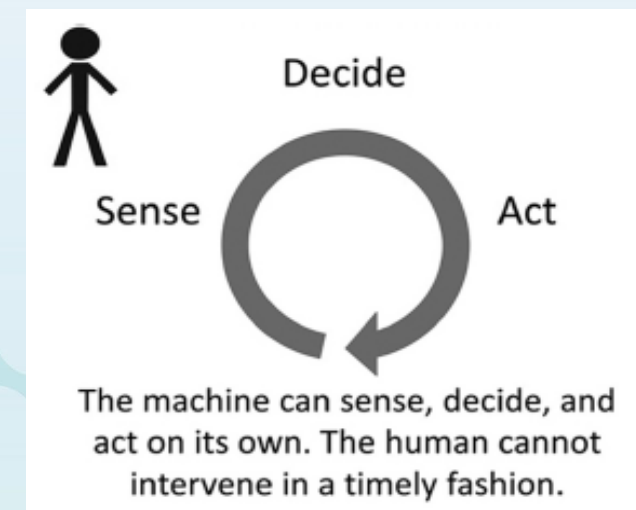 Decide
Sense
Act
The machine can sense, decide, and
act on its own. The human cannot
intervene in a timely fashion.